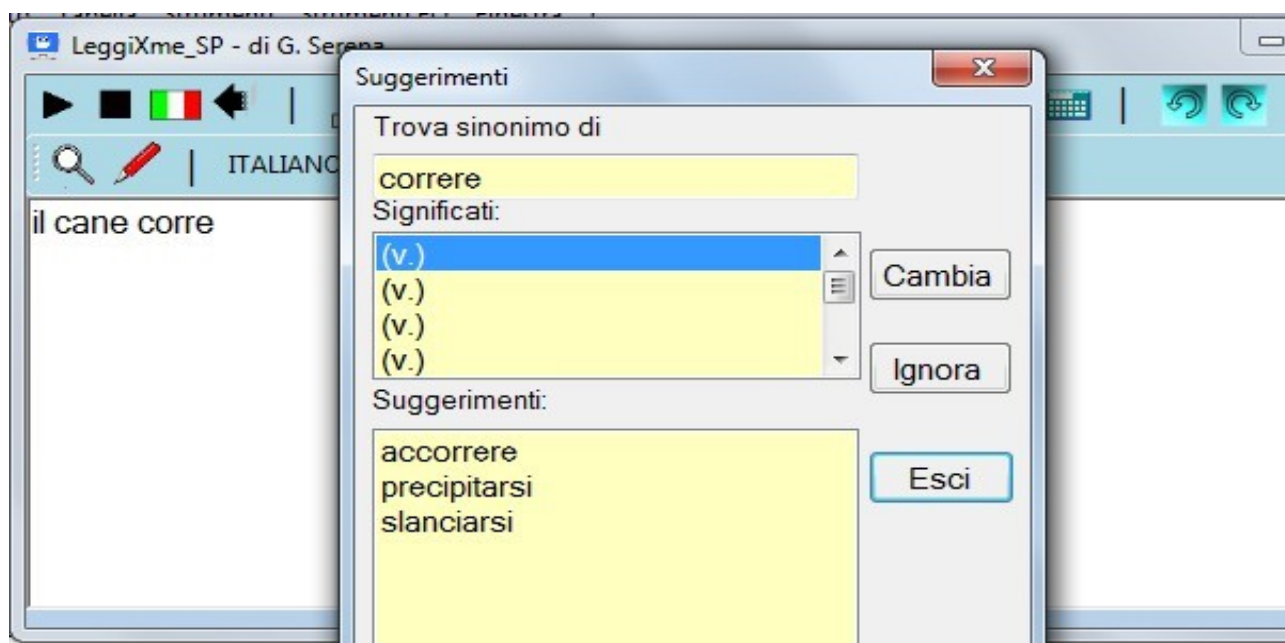 LeggiXme_SP - di G. Serena
Suggerimenti
Trova sinonimo di
ITALIANO
correre
Significati:
il cane corre
(v.)
(v.)
(v.)
(v.)
Cambia
Ignora
Suggerimenti:
accorrere
precipitarsi
slanciarsi
Esci